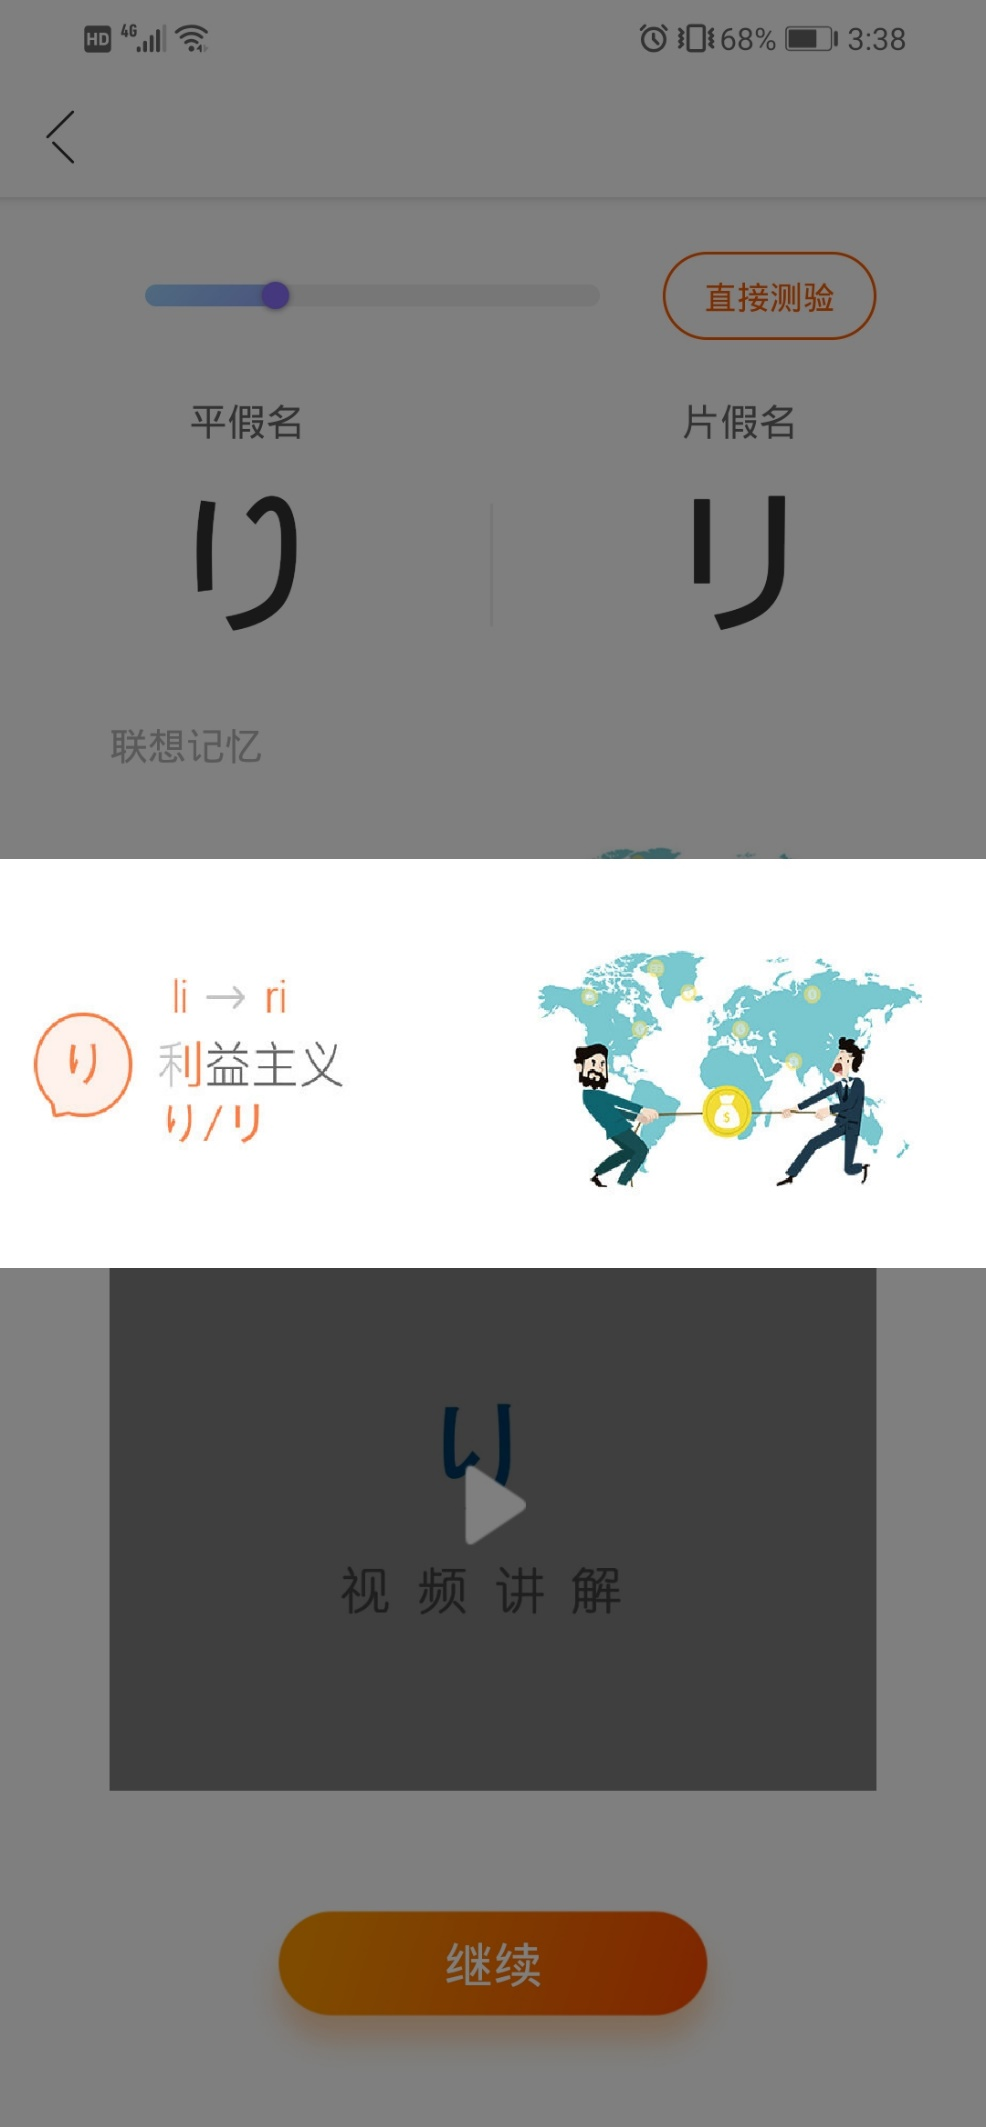 HD 4G 68% 3:38
直接测验
平假名 片假名
り リ
联想记忆
li → ri
り 利益主义
り/リ
$
り
视频讲解
继续